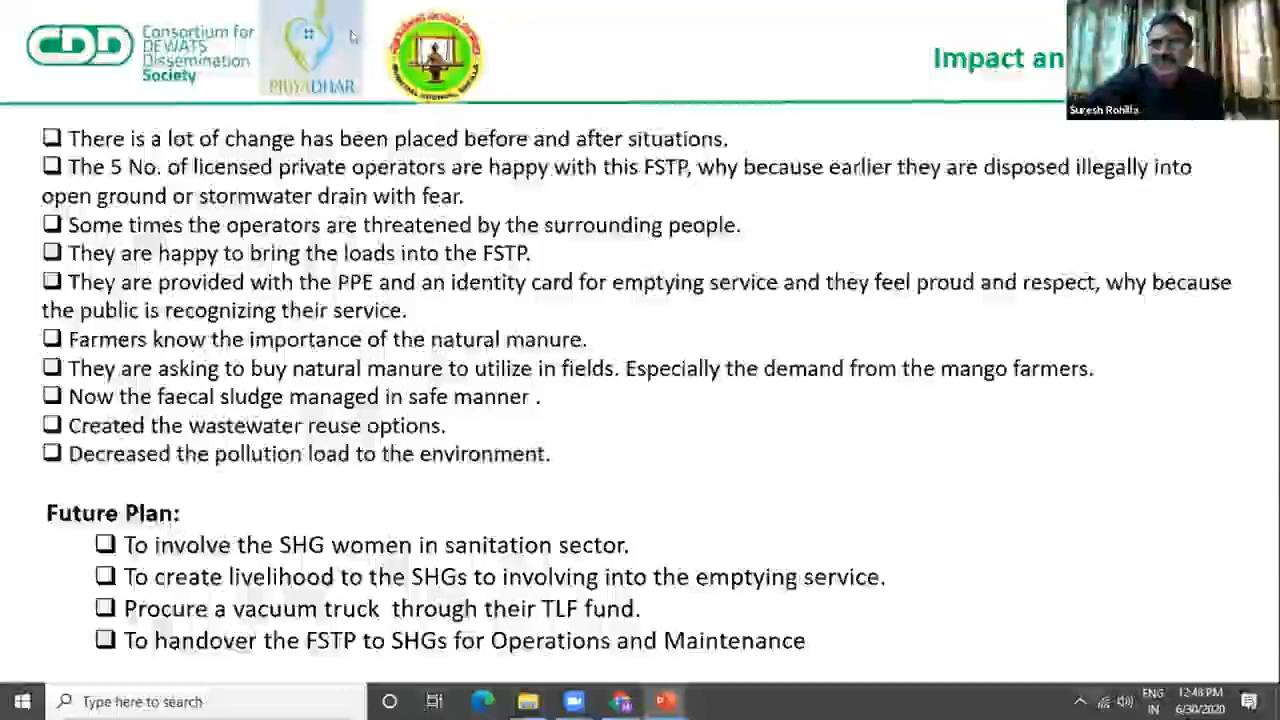 CDD
Consortium for
DEWATS
Dissemination
Society
PRIYADHAR
Impact an
Suresh Rohilla
❑ There is a lot of change has been placed before and after situations.
❑ The 5 No. of licensed private operators are happy with this FSTP, why because earlier they are disposed illegally into
open ground or stormwater drain with fear.
❑ Some times the operators are threatened by the surrounding people.
❑ They are happy to bring the loads into the FSTP.
❑ They are provided with the PPE and an identity card for emptying service and they feel proud and respect, why because
the public is recognizing their service.
❑ Farmers know the importance of the natural manure.
❑ They are asking to buy natural manure to utilize in fields. Especially the demand from the mango farmers.
❑ Now the faecal sludge managed in safe manner .
❑ Created the wastewater reuse options.
❑ Decreased the pollution load to the environment.
Future Plan:
❑ To involve the SHG women in sanitation sector.
❑ To create livelihood to the SHGs to involving into the emptying service.
❑ Procure a vacuum truck through their TLF fund.
❑ To handover the FSTP to SHGs for Operations and Maintenance
Type here to search
ENG
IN
12:48 PM
6/30/2020